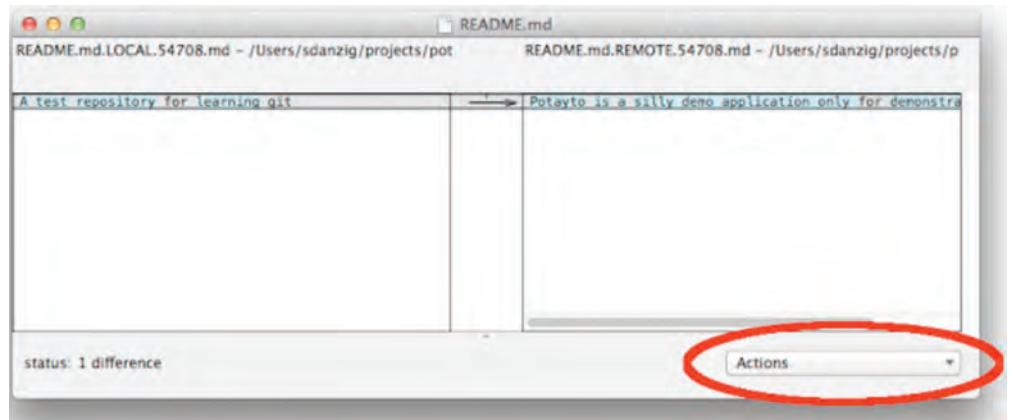 README.md
README.md.LOCAL.54708.md - /Users/sdanzig/projects/pot
README.md.REMOTE.54708.md - /Users/sdanzig/projects/p
A test repository for learning git
Potayto is a silly demo application only for demonstra
status: 1 difference
Actions